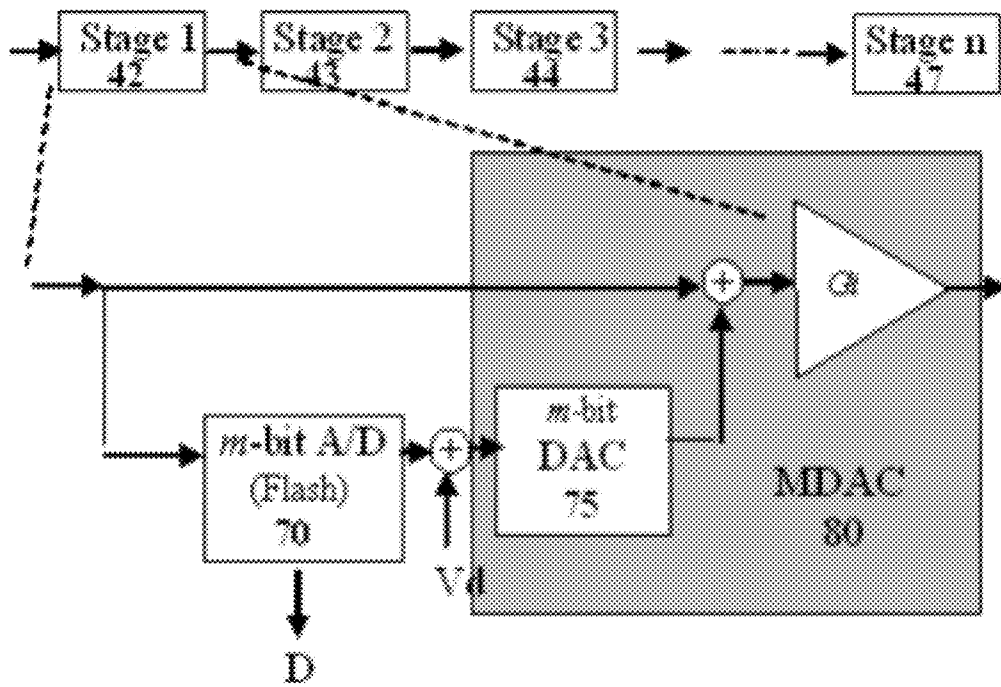 Stage 1
42
Stage 2
43
Stage 3
44
Stage n
47
m-bit A/D
(Flash)
70
D
Vd
m-bit
DAC
75
MDAC
80